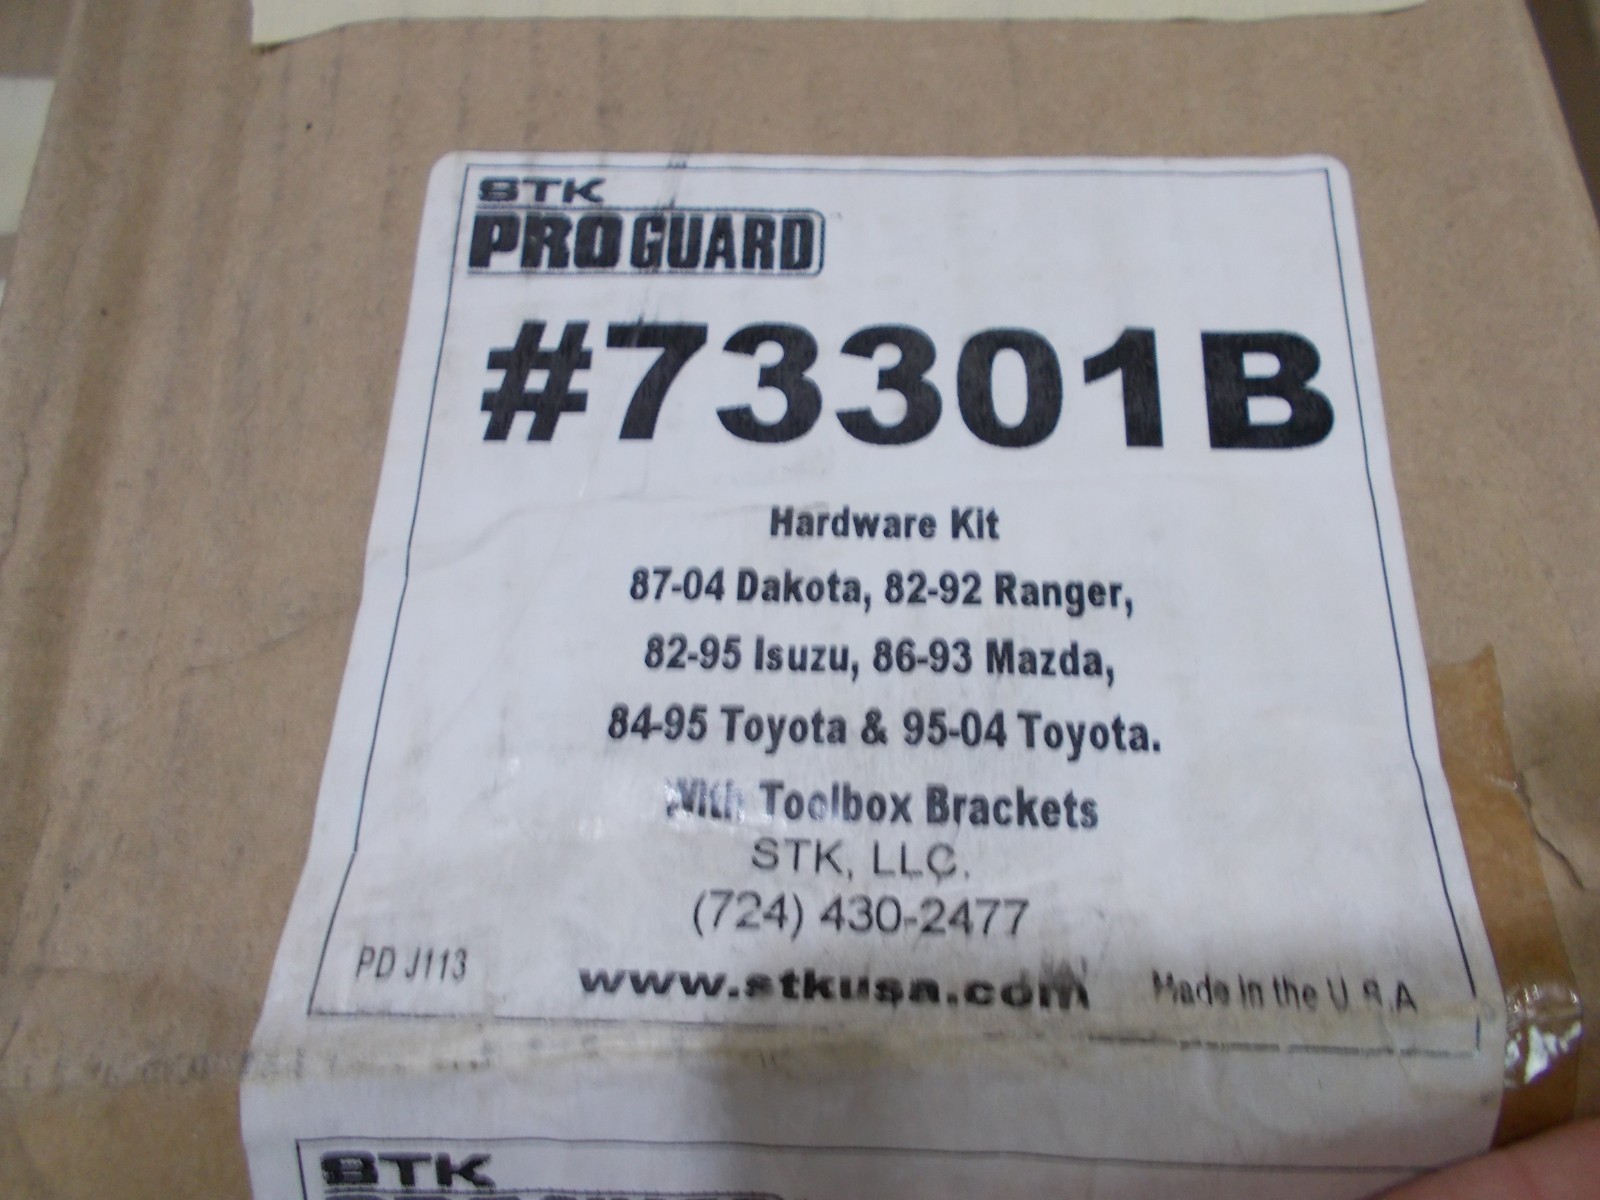 STK
PRO GUARD
#73301B
Hardware Kit
87-04 Dakota, 82-92 Ranger,
82-95 Isuzu, 86-93 Mazda,
84-95 Toyota & 95-04 Toyota.
With Toolbox Brackets
STK, LLC.
(724) 430-2477
PD J113
www.stkusa.com
Made in the U.S.A
STK